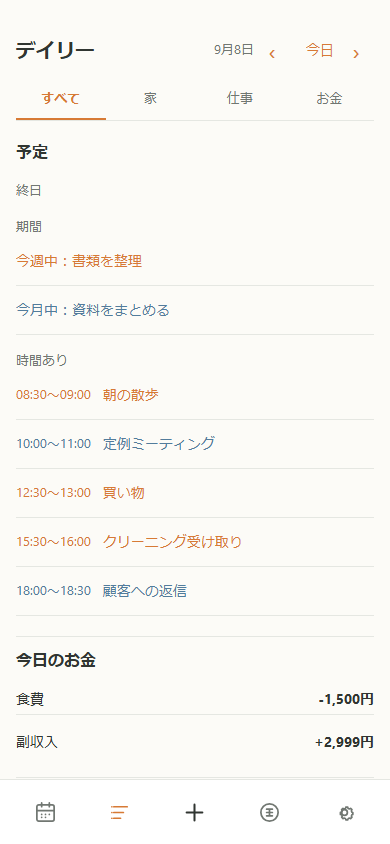 デイリー
9月8日 ‹ 今日 ›
すべて 家 仕事 お金
予定
終日
期間
今週中：書類を整理
今月中：資料をまとめる
時間あり
08:30～09:00 朝の散歩
10:00～11:00 定例ミーティング
12:30～13:00 買い物
15:30～16:00 クリーニング受け取り
18:00～18:30 顧客への返信
今日のお金
食費 -1,500円
副収入 +2,999円